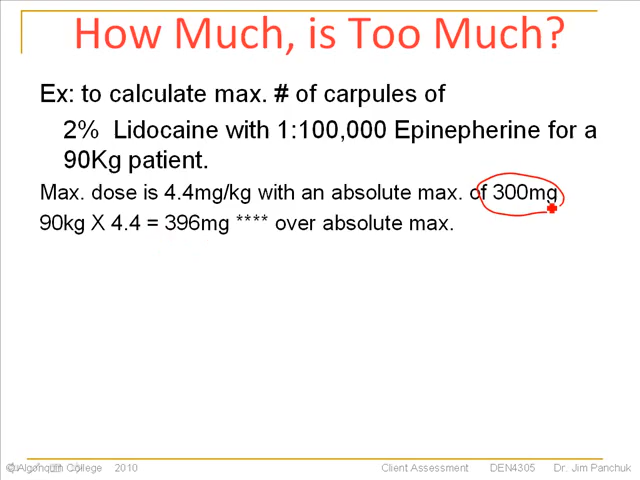 How Much, is Too Much?
Ex: to calculate max. # of carpules of
2% Lidocaine with 1:100,000 Epinepherine for a
90Kg patient.
Max. dose is 4.4mg/kg with an absolute max. of 300mg
90kg X 4.4 = 396mg **** over absolute max.
Algonquin College 2010 Client Assessment DEN4305 Dr. Jim Panchuk